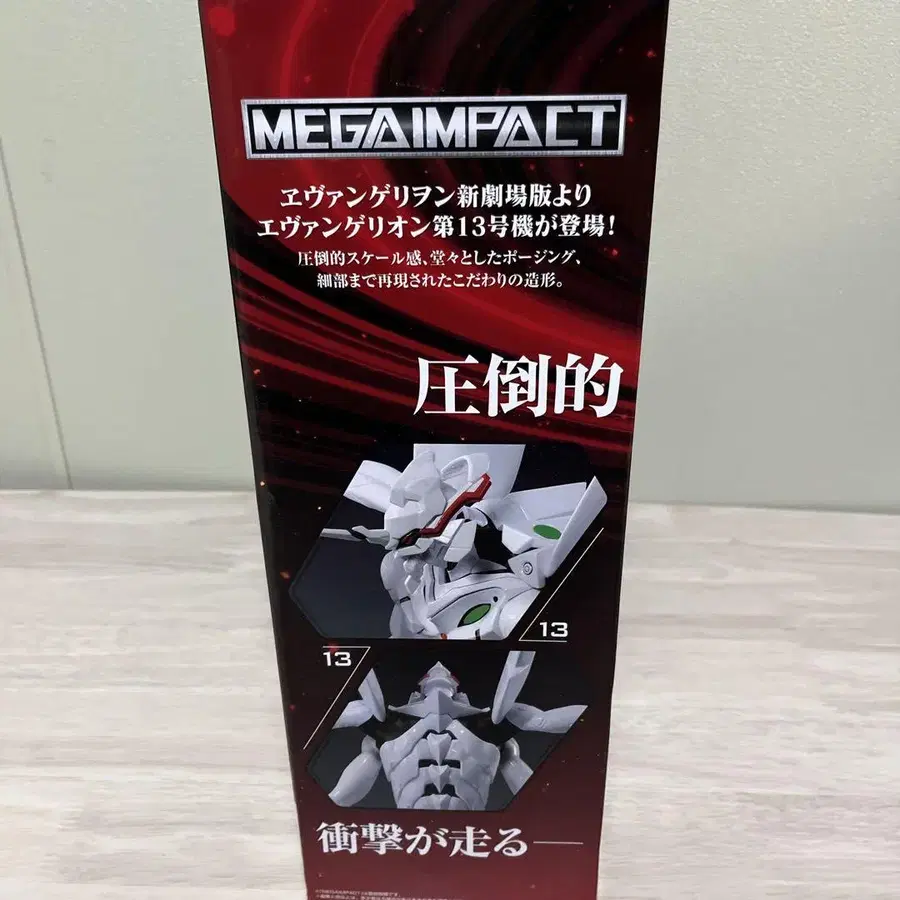 MEGAIMPACT
ヱヴァンゲリヲン新劇場版より
エヴァンゲリオン第13号機が登場！
圧倒的スケール感、堂々としたポージング、
細部まで再現されたこだわりの造形。
圧倒的
13
13
衝撃が走る──